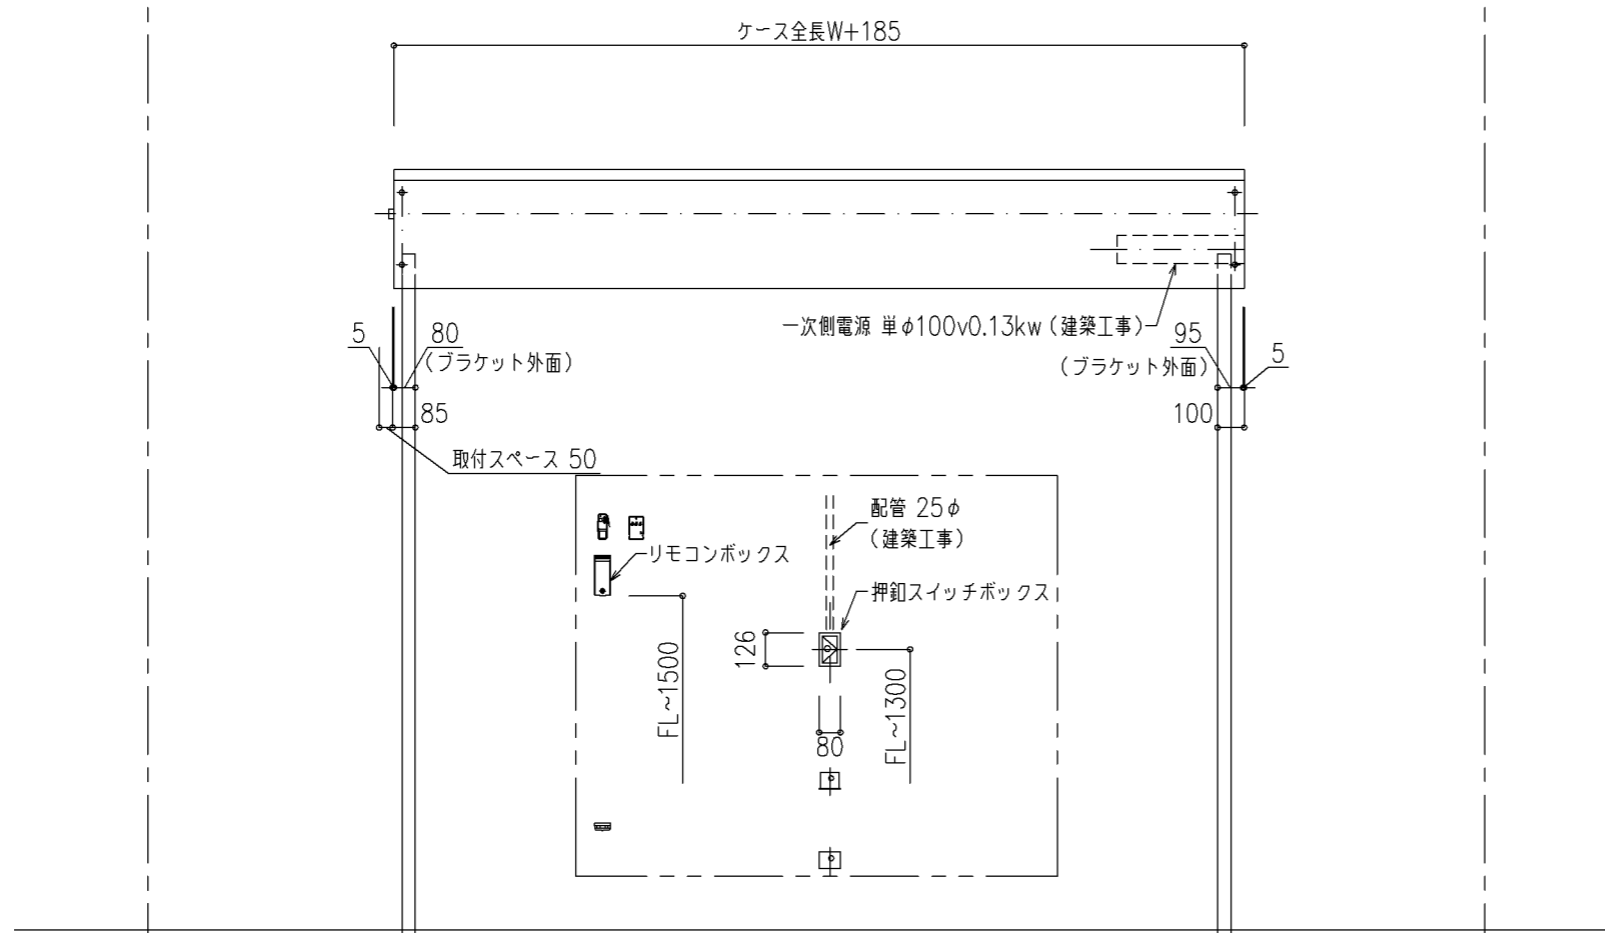 ケース全長W+185
一次側電源 単φ100v0.13kw(建築工事)
5
80
(ブラケット外面)
95
(ブラケット外面)
5
85
100
取付スペース 50
配管 25φ
(建築工事)
リモコンボックス
押釦スイッチボックス
126
FL~1500
FL~1300
80